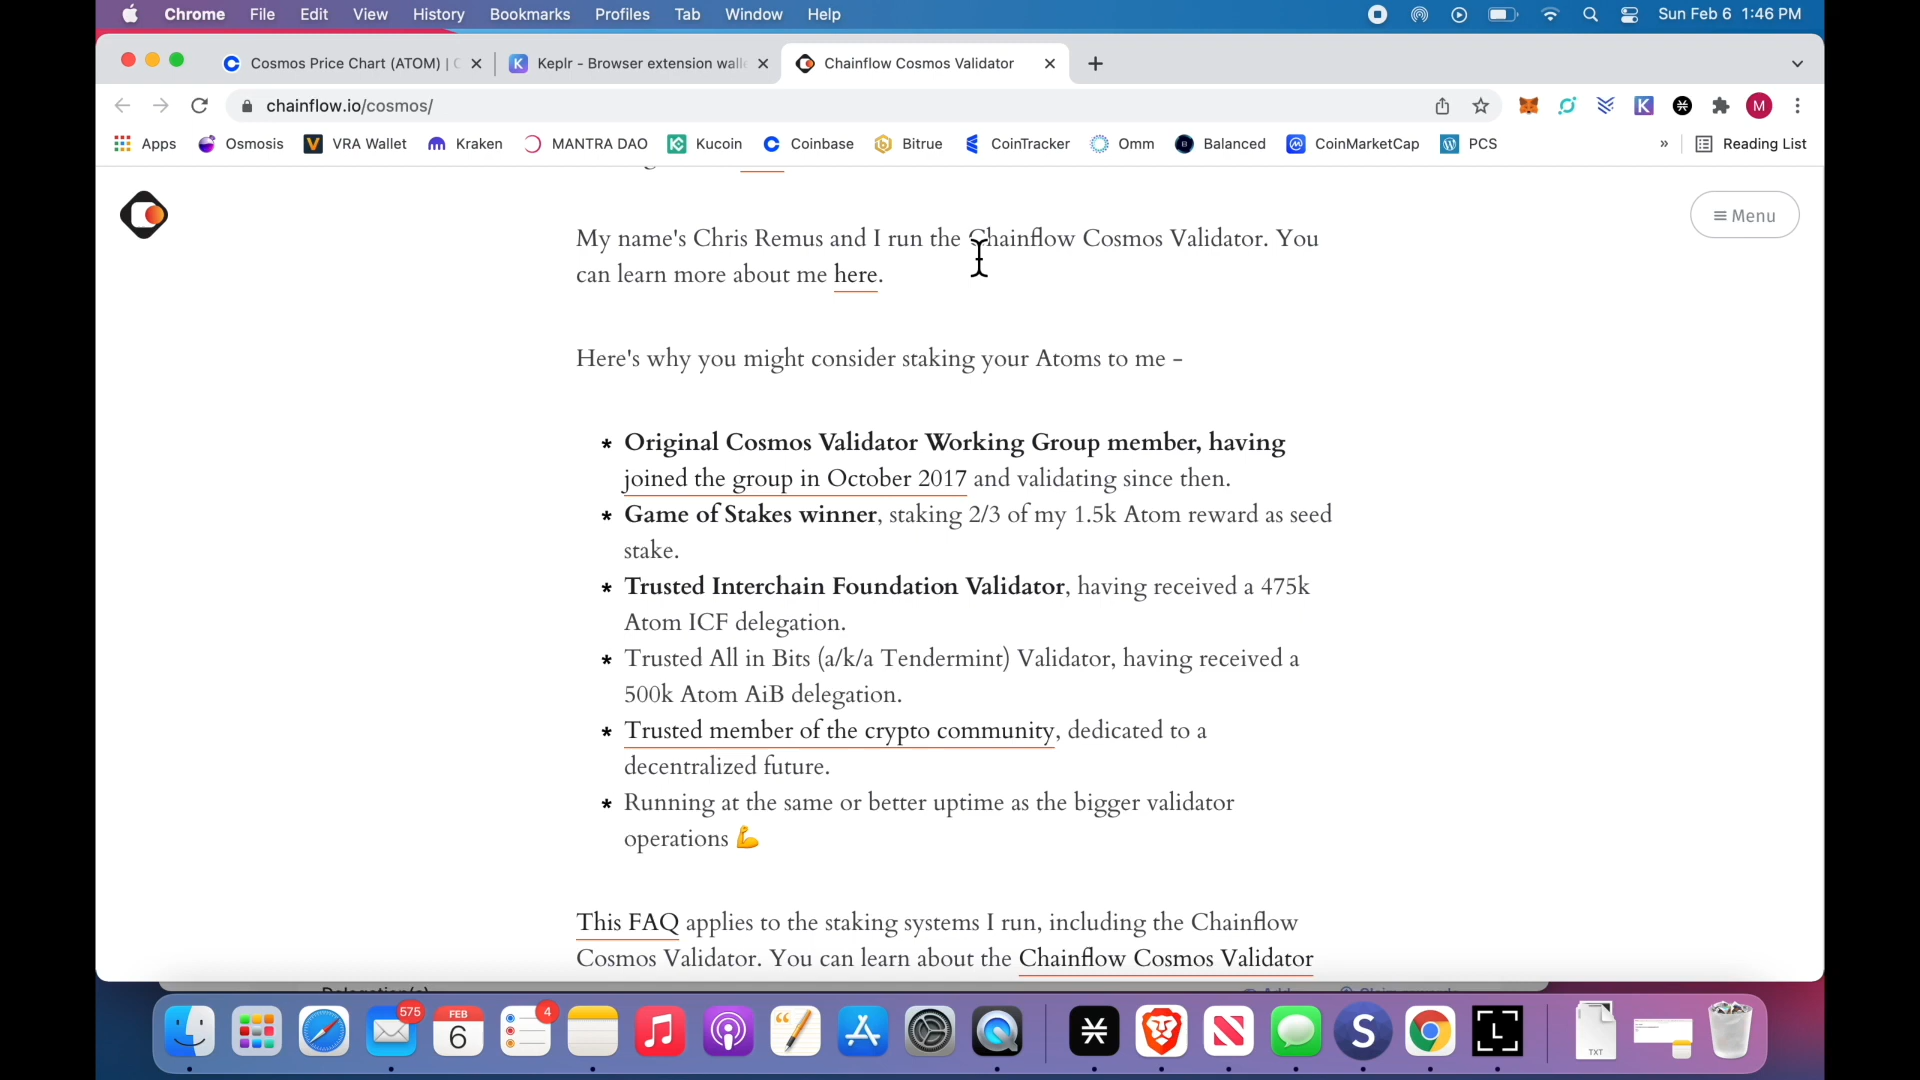 Chrome File Edit View History Bookmarks Profiles Tab Window Help Sun Feb 6 1:46 PM
Cosmos Price Chart (ATOM) | Keplr - Browser extension Chainflow Cosmos Validator
chainflow.io/cosmos/ K M
Apps Osmosis VRA Wallet Kraken MANTRA DAO Kucoin Coinbase Bitrue CoinTracker Omm Balanced CoinMarketCap PCS » Reading List
Menu
My name's Chris Remus and I run the Chainflow Cosmos Validator. You
can learn more about me here.
Here's why you might consider staking your Atoms to me -
* Original Cosmos Validator Working Group member, having
joined the group in October 2017 and validating since then.
* Game of Stakes winner, staking 2/3 of my 1.5k Atom reward as seed
stake.
* Trusted Interchain Foundation Validator, having received a 475k
Atom ICF delegation.
* Trusted All in Bits (a/k/a Tendermint) Validator, having received a
500k Atom AiB delegation.
* Trusted member of the crypto community, dedicated to a
decentralized future.
* Running at the same or better uptime as the bigger validator
operations 💪
This FAQ applies to the staking systems I run, including the Chainflow
Cosmos Validator. You can learn about the Chainflow Cosmos Validator
575 FEB 6 4 S L TXT